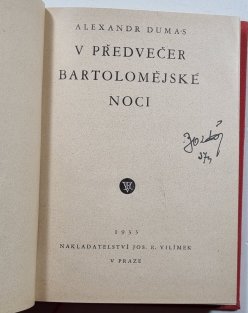 ALEXANDR DUMAS
V PŘEDVEČER
BARTOLOMĚJSKÉ
NOCI
1933
NAKLADATELSTVÍ JOS. R. VILÍMEK
V PRAZE